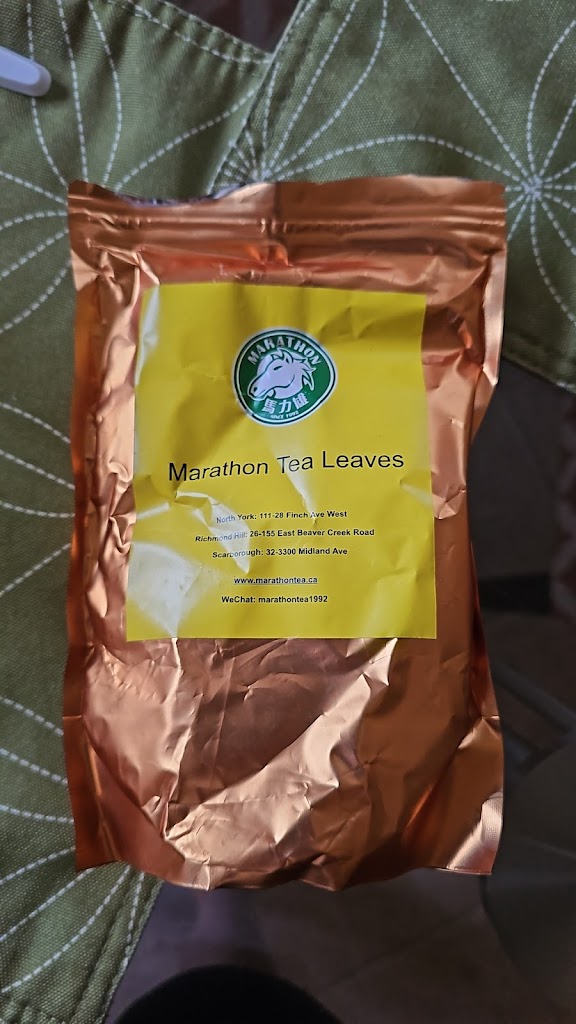 MARATHON
馬力雄
SINCE 1992
Marathon Tea Leaves
North York: 111-28 Finch Ave West
Richmond Hill: 26-155 East Beaver Creek Road
Scarborough: 32-3300 Midland Ave
www.marathontea.ca
WeChat: marathontea1992